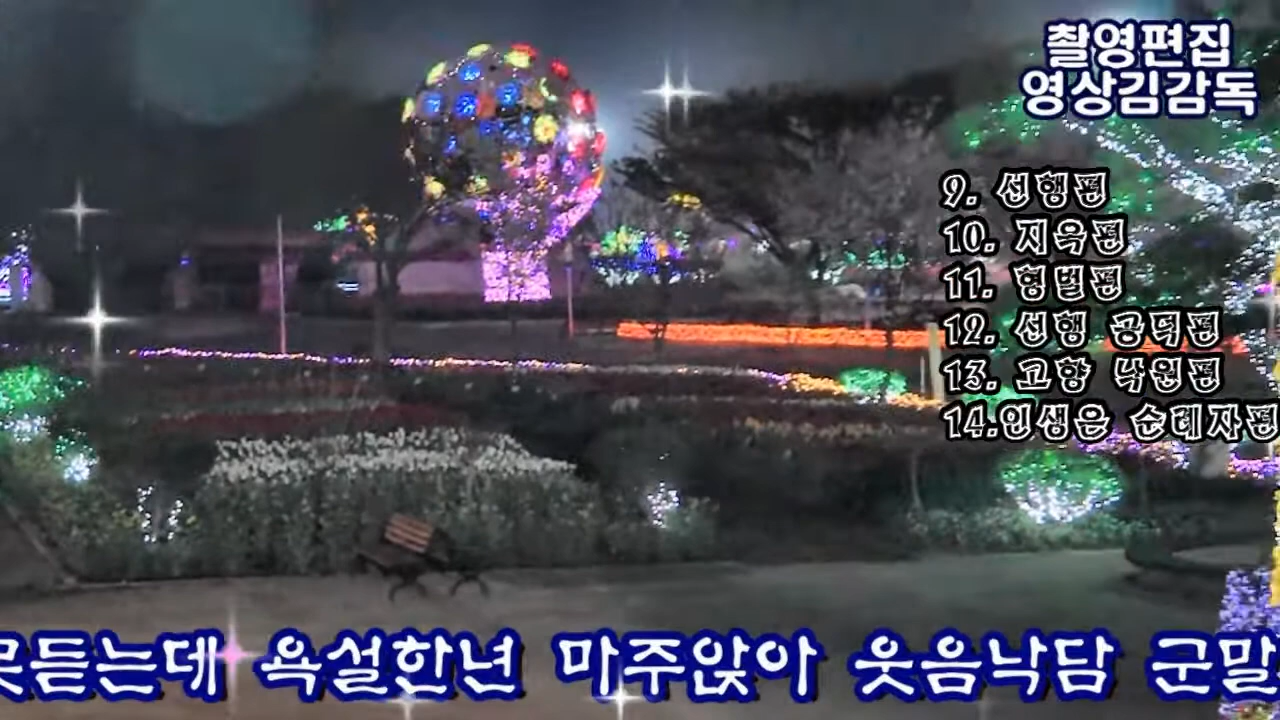 촬영편집
영상김감독
9. 선행편
10. 지옥편
11. 형벌편
12. 선행 공덕편
13. 고향 낙원편
14.인생은 순례자편
못듣는데 욕설한년 마주앉아 웃음낙담 군말